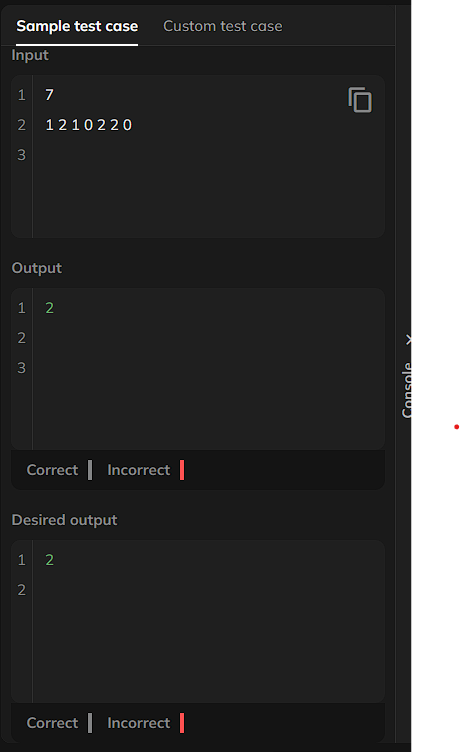 Sample test case Custom test case
Input
1 7
2 1 2 1 0 2 2 0
3
Output
1 2
2
3
Console
Correct Incorrect
Desired output
1 2
2
Correct Incorrect